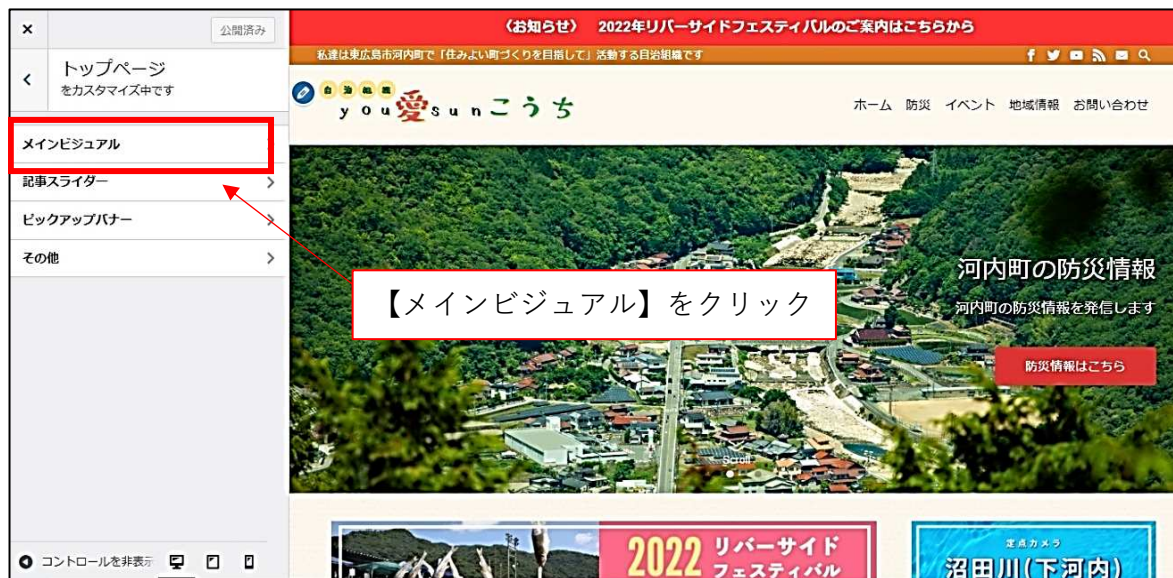 ×
公開済み
トップページ
をカスタマイズ中です
メインビジュアル
記事スライダー
ピックアップバナー
その他
コントロールを非表示
〈お知らせ〉 2022年リバーサイドフェスティバルのご案内はこちらから
私達は東広島市河内町で「住みよい町づくりを目指して」活動する自治組織です
自治組織
you愛sunこうち
ホーム 防災 イベント 地域情報 お問い合わせ
河内町の防災情報
河内町の防災情報を発信します
防災情報はこちら
【メインビジュアル】をクリック
Scroll
2022 リバーサイド
フェスティバル
定点カメラ
沼田川(下河内)